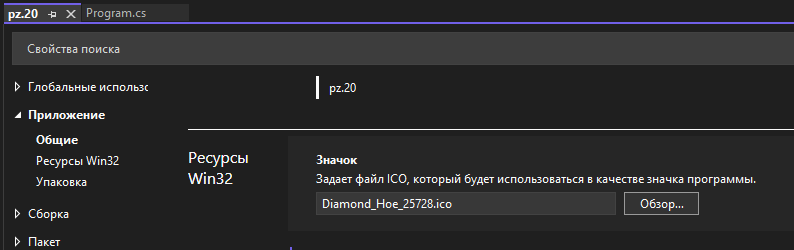 pz.20
Program.cs
Свойства поиска
Глобальные использо
Приложение
Общие
Ресурсы Win32
Упаковка
Сборка
Пакет
pz.20
Ресурсы
Win32
Значок
Задает файл ICO, который будет использоваться в качестве значка программы.
Diamond_Hoe_25728.ico
Обзор...